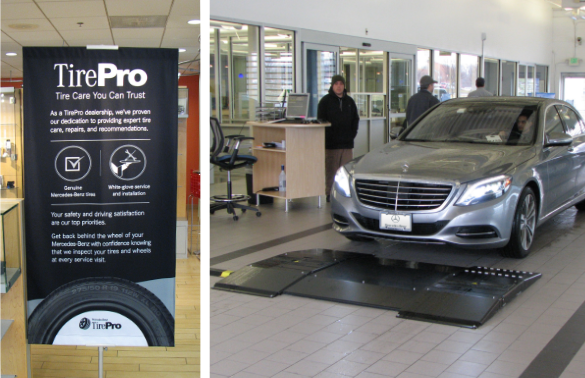 TirePro
Tire Care You Can Trust
As a TirePro dealership, we've proven
our dedication to providing expert tire
care, repairs, and recommendations.
Genuine
Mercedes-Benz tires
White-glove service
and installation
Your safety and driving satisfaction
are our top priorities.
Get back behind the wheel of your
Mercedes-Benz with confidence knowing
that we inspect your tires and wheels
at every service visit.
TirePro